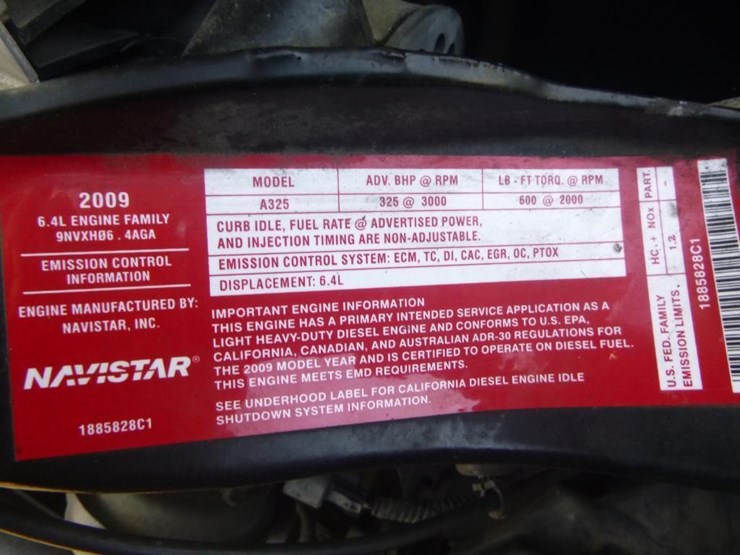 2009
6.4L ENGINE FAMILY
9NVXHØ6 . 4AGA
EMISSION CONTROL
INFORMATION
ENGINE MANUFACTURED BY:
NAVISTAR, INC.
NAVISTAR®
1885828C1
MODEL ADV. BHP @ RPM LB - FT TORQ. @ RPM
A325 325 @ 3000 600 @ 2000
CURB IDLE, FUEL RATE @ ADVERTISED POWER,
AND INJECTION TIMING ARE NON-ADJUSTABLE.
EMISSION CONTROL SYSTEM: ECM, TC, DI, CAC, EGR, OC, PTOX
DISPLACEMENT: 6.4L
IMPORTANT ENGINE INFORMATION
THIS ENGINE HAS A PRIMARY INTENDED SERVICE APPLICATION AS A
LIGHT HEAVY-DUTY DIESEL ENGINE AND CONFORMS TO U.S. EPA,
CALIFORNIA, CANADIAN, AND AUSTRALIAN ADR-30 REGULATIONS FOR
THE 2009 MODEL YEAR AND IS CERTIFIED TO OPERATE ON DIESEL FUEL.
THIS ENGINE MEETS EMD REQUIREMENTS.
SEE UNDERHOOD LABEL FOR CALIFORNIA DIESEL ENGINE IDLE
SHUTDOWN SYSTEM INFORMATION.
U.S. FED. FAMILY
EMISSION LIMITS.
HC. + NOx PART.
1.2 -
1885828C1